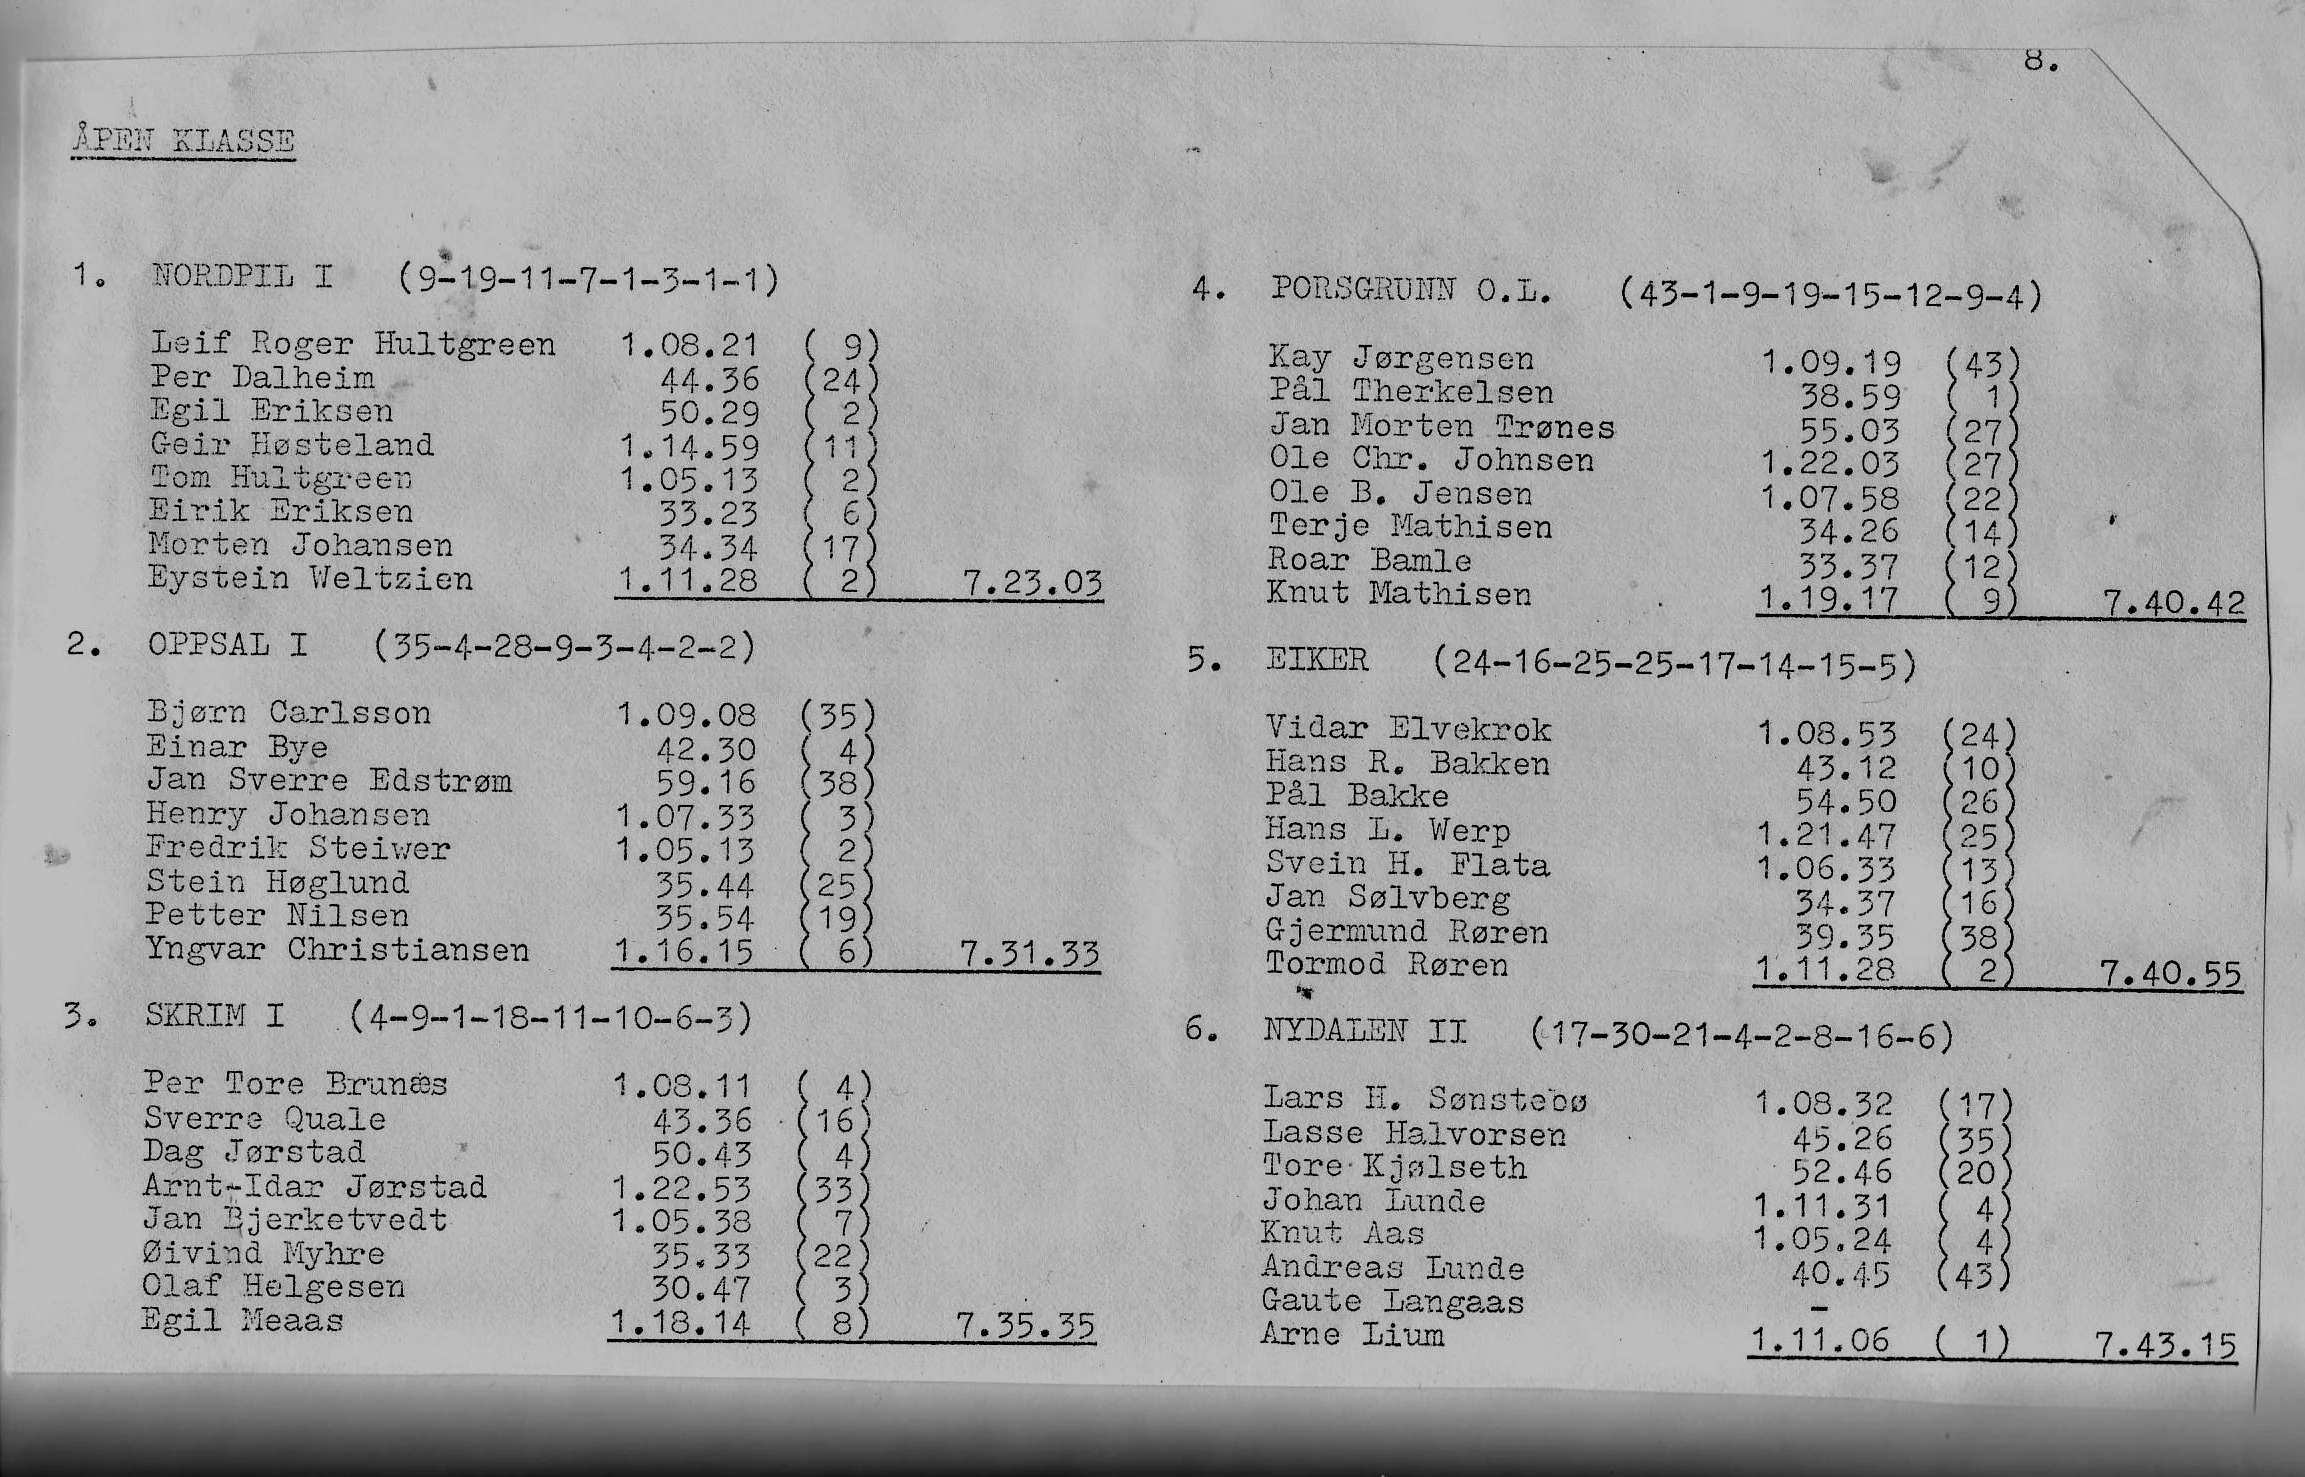 8.
ÅPEN KLASSE
1. NORDPIL I (9-19-11-7-1-3-1-1)
Leif Roger Hultgreen 1.08.21 ( 9)
Per Dalheim 44.36 (24)
Egil Eriksen 50.29 ( 2)
Geir Høsteland 1.14.59 (11)
Tom Hultgreen 1.05.13 ( 2)
Eirik Eriksen 33.23 ( 6)
Morten Johansen 34.34 (17)
Eystein Weltzien 1.11.28 ( 2) 7.23.03
2. OPPSAL I (35-4-28-9-3-4-2-2)
Bjørn Carlsson 1.09.08 (35)
Einar Bye 42.30 ( 4)
Jan Sverre Edstrøm 59.16 (38)
Henry Johansen 1.07.33 ( 3)
Fredrik Steiwer 1.05.13 ( 2)
Stein Høglund 35.44 (25)
Petter Nilsen 35.54 (19)
Yngvar Christiansen 1.16.15 ( 6) 7.31.33
3. SKRIM I (4-9-1-18-11-10-6-3)
Per Tore Brunæs 1.08.11 ( 4)
Sverre Quale 43.36 (16)
Dag Jørstad 50.43 ( 4)
Arnt-Idar Jørstad 1.22.53 (33)
Jan Bjerketvedt 1.05.38 ( 7)
Øivind Myhre 35.33 (22)
Olaf Helgesen 30.47 ( 3)
Egil Meaas 1.18.14 ( 8) 7.35.35
4. PORSGRUNN O.L. (43-1-9-19-15-12-9-4)
Kay Jørgensen 1.09.19 (43)
Pål Therkelsen 38.59 ( 1)
Jan Morten Trønes 55.03 (27)
Ole Chr. Johnsen 1.22.03 (27)
Ole B. Jensen 1.07.58 (22)
Terje Mathisen 34.26 (14)
Roar Bamle 33.37 (12)
Knut Mathisen 1.19.17 ( 9) 7.40.42
5. EIKER (24-16-25-25-17-14-15-5)
Vidar Elvekrok 1.08.53 (24)
Hans R. Bakken 43.12 (10)
Pål Bakke 54.50 (26)
Hans L. Werp 1.21.47 (25)
Svein H. Flata 1.06.33 (13)
Jan Sølvberg 34.37 (16)
Gjermund Røren 39.35 (38)
Tormod Røren 1.11.28 ( 2) 7.40.55
6. NYDALEN II (17-30-21-4-2-8-16-6)
Lars H. Sønstebø 1.08.32 (17)
Lasse Halvorsen 45.26 (35)
Tore Kjølseth 52.46 (20)
Johan Lunde 1.11.31 ( 4)
Knut Aas 1.05.24 ( 4)
Andreas Lunde 40.45 (43)
Gaute Langaas -
Arne Lium 1.11.06 ( 1) 7.43.15